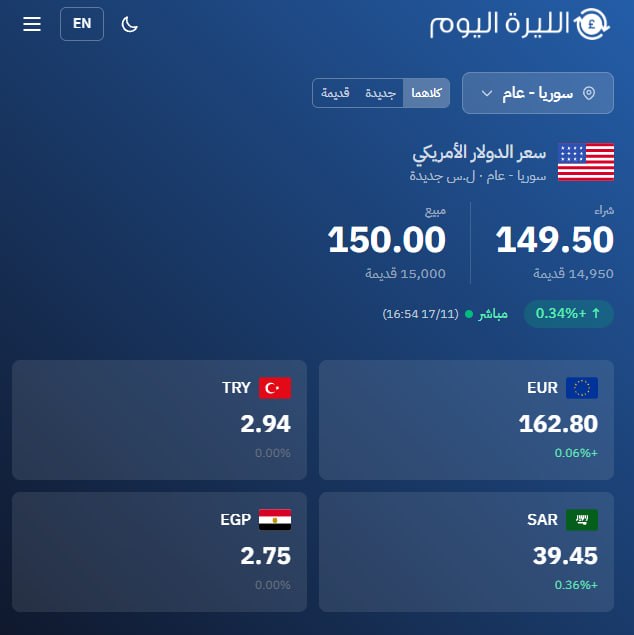 الليرة اليوم
EN
سوريا - عام
كلاهما جديدة قديمة
سعر الدولار الأمريكي
سوريا - عام · ل.س جديدة
شراء
149.50
14,950 قديمة
مبيع
150.00
15,000 قديمة
↑ +0.34%
مباشر (16:54 17/11)
EUR
162.80
+0.06%
TRY
2.94
0.00%
SAR
39.45
+0.36%
EGP
2.75
0.00%